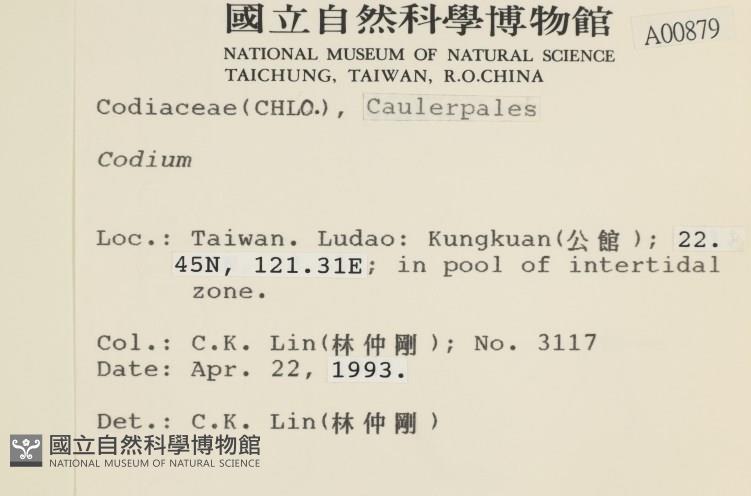 國立自然科學博物館
NATIONAL MUSEUM OF NATURAL SCIENCE
TAICHUNG, TAIWAN, R.O.CHINA
A00879
Codiaceae(CHLO.), Caulerpales
Codium
Loc.: Taiwan. Ludao: Kungkuan(公館); 22.
45N, 121.31E; in pool of intertidal
zone.
Col.: C.K. Lin(林仲剛); No. 3117
Date: Apr. 22, 1993.
Det.: C.K. Lin(林仲剛)
國立自然科學博物館
NATIONAL MUSEUM OF NATURAL SCIENCE